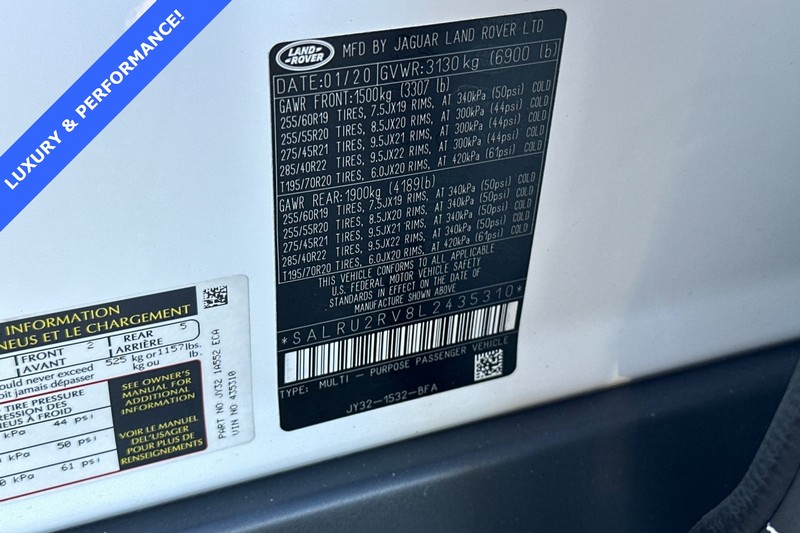 LUXURY & PERFORMANCE!
LAND-
-ROVER
MFD BY JAGUAR LAND ROVER LTD
DATE:01/20 GVWR:3130kg (6900 lb)
GAWR FRONT:1500kg (3307 lb)
255/60R19 TIRES, 7.5JX19 RIMS, AT 340kPa (50psi) COLD
255/55R20 TIRES, 8.5JX20 RIMS, AT 300kPa (44psi) COLD
275/45R21 TIRES, 9.5JX21 RIMS, AT 300kPa (44psi) COLD
285/40R22 TIRES, 9.5JX22 RIMS, AT 300kPa (44psi) COLD
T195/70R20 TIRES, 6.0JX20 RIMS, AT 420kPa (61psi) COLD
GAWR REAR:1900kg (4189lb)
255/60R19 TIRES, 7.5JX19 RIMS, AT 340kPa (50psi) COLD
255/55R20 TIRES, 8.5JX20 RIMS, AT 340kPa (50psi) COLD
275/45R21 TIRES, 9.5JX21 RIMS, AT 340kPa (50psi) COLD
285/40R22 TIRES, 9.5JX22 RIMS, AT 340kPa (50psi) COLD
T195/70R20 TIRES, 6.0JX20 RIMS, AT 420kPa (61psi) COLD
THIS VEHICLE CONFORMS TO ALL APPLICABLE
U.S. FEDERAL MOTOR VEHICLE SAFETY
STANDARDS IN EFFECT ON THE DATE OF
MANUFACTURE SHOWN ABOVE
*SALRU2RV8L2435310*
TYPE: MULTI - PURPOSE PASSENGER VEHICLE
JY32-1532-BFA
INFORMATION
NEUS ET LE CHARGEMENT
FRONT 2 REAR 5
AVANT ARRIÈRE
525 kg or 1157lbs.
ould never exceed kg ou lb.
oit jamais dépasser
TIRE PRESSURE
RESSION DES
NEUS À FROID
kPa 44 psi
kPa 50 psi
0 kPa 61 psi
SEE OWNER'S
MANUAL FOR
ADDITIONAL
INFORMATION
VOIR LE MANUEL
DE L'USAGER
POUR PLUS DE
RENSEIGNEMENTS
PART NO JY32 1A552 ECA
VIN NO 435310